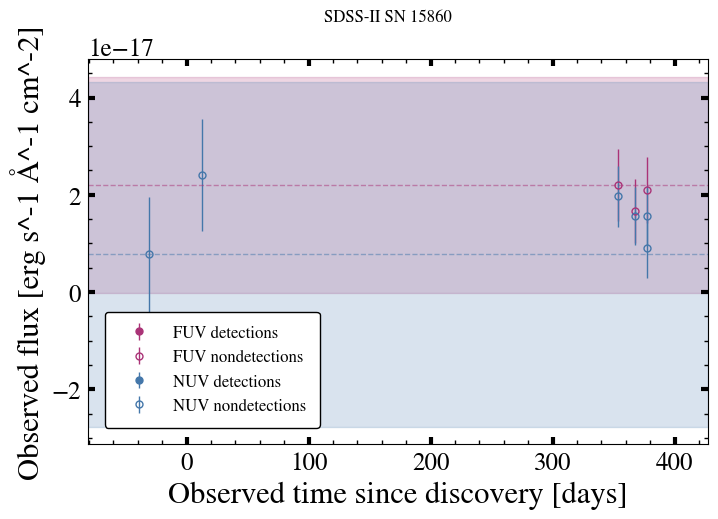 SDSS-II SN 15860
1e−17
Observed flux [erg s^-1 Å^-1 cm^-2]
4
2
0
−2
FUV detections
FUV nondetections
NUV detections
NUV nondetections
0 100 200 300 400
Observed time since discovery [days]